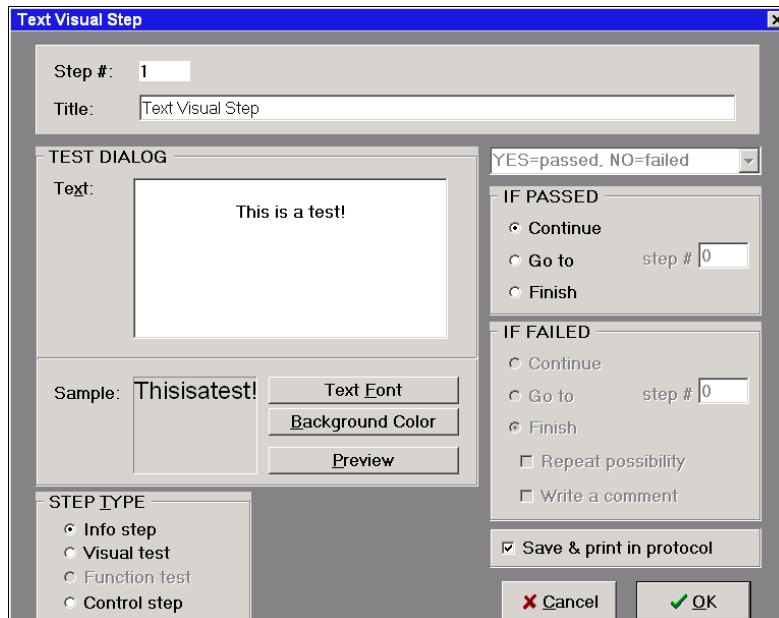 Text Visual Step
Step #: 1
Title: Text Visual Step
TEST DIALOG
Text:
This is a test!
Sample: Thisisatest!
Text Font
Background Color
Preview
STEP TYPE
Info step
Visual test
Function test
Control step
YES=passed, NO=failed
IF PASSED
Continue
Go to step # 0
Finish
IF FAILED
Continue
Go to step # 0
Finish
Repeat possibility
Write a comment
Save & print in protocol
Cancel
OK